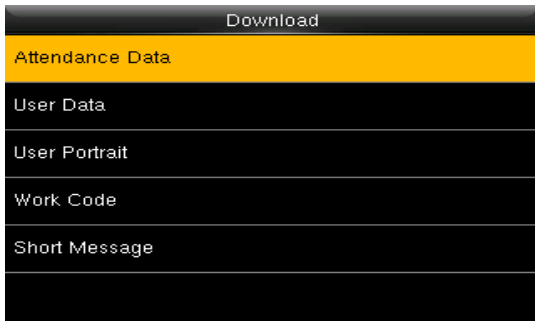 Download
Attendance Data
User Data
User Portrait
Work Code
Short Message